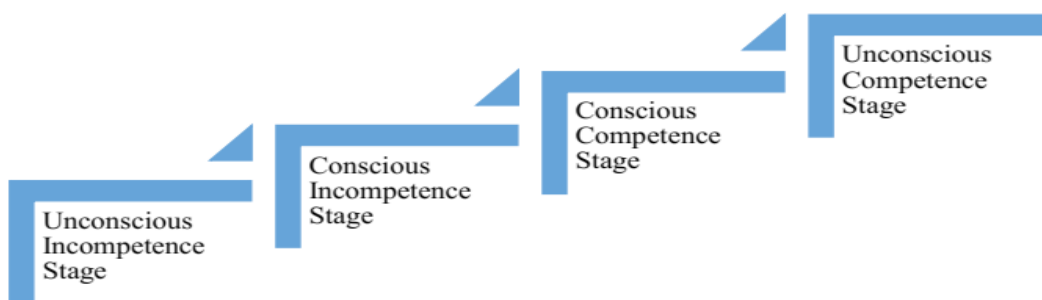 Unconscious
Incompetence
Stage
Conscious
Incompetence
Stage
Conscious
Competence
Stage
Unconscious
Competence
Stage